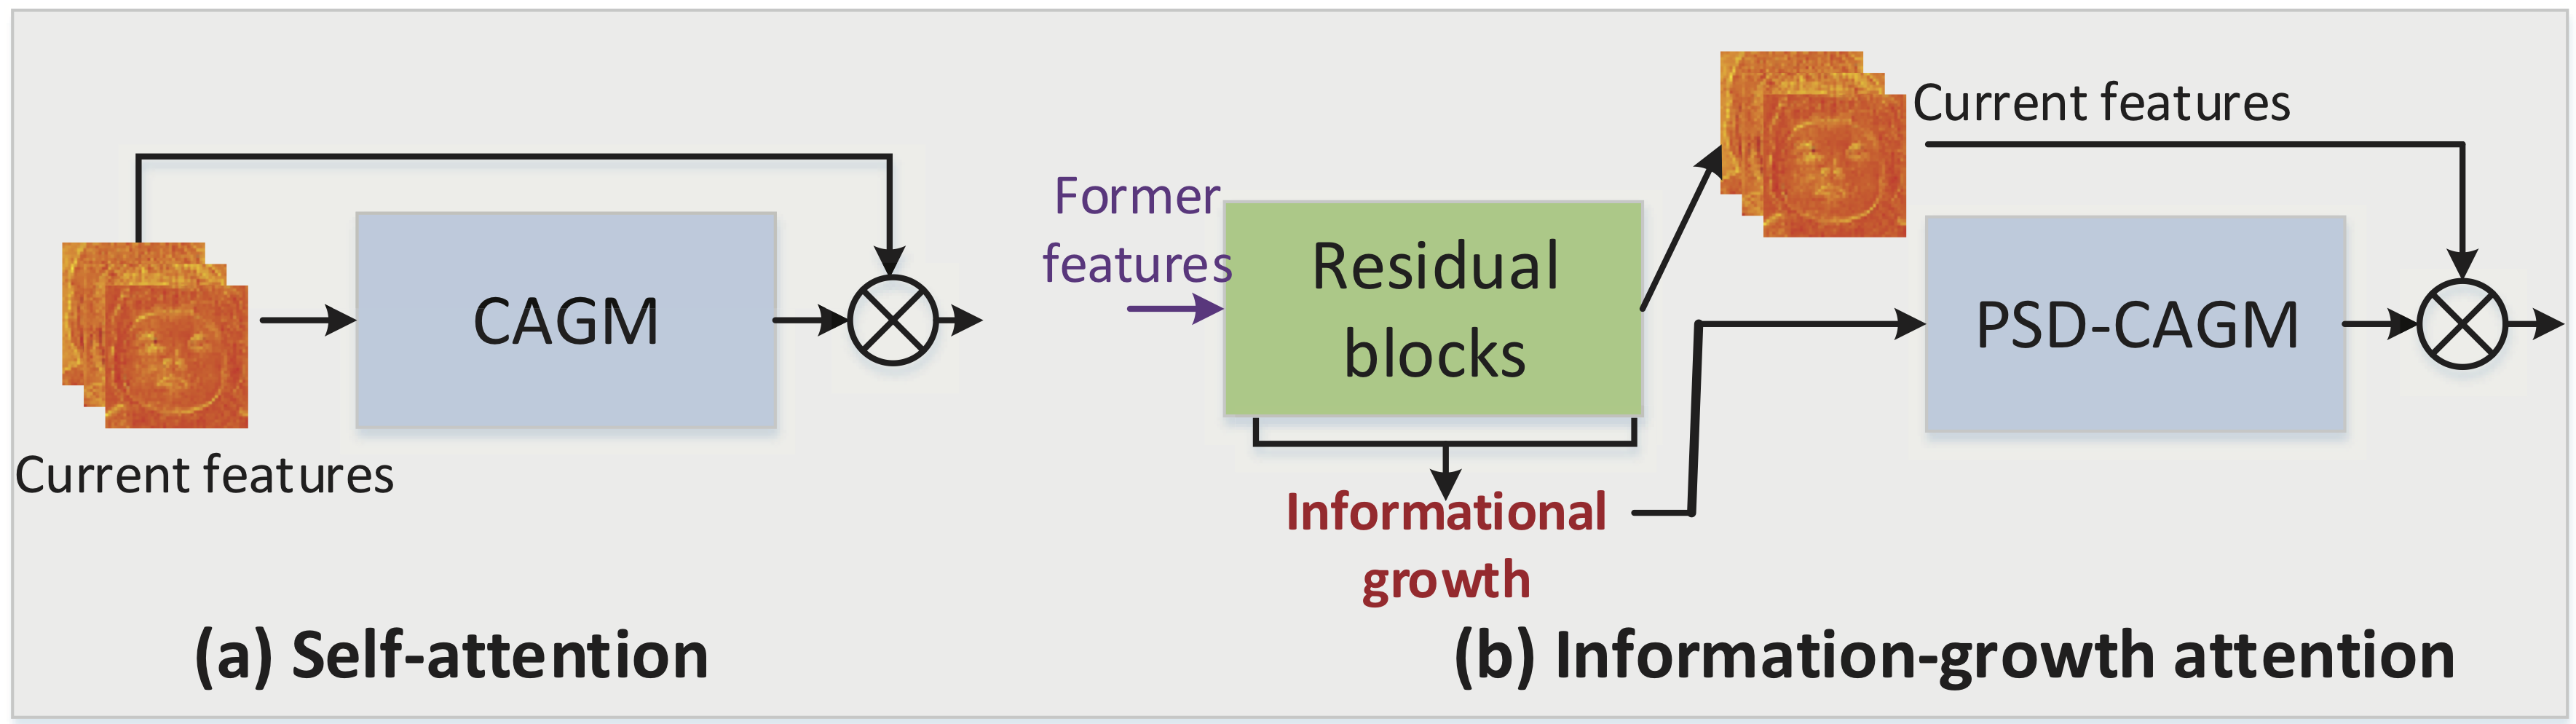 CAGM
Current features
(a) Self-attention
Former
features
Residual
blocks
Informational
growth
Current features
PSD-CAGM
(b) Information-growth attention